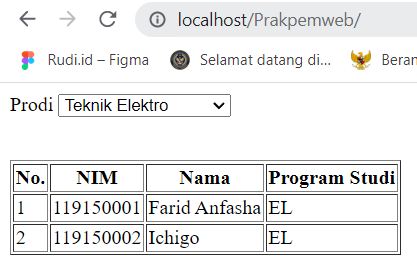 localhost/Prakpemweb/
Rudi.id – Figma Selamat datang di... Beran
Prodi Teknik Elektro
No. NIM Nama Program Studi
1 119150001 Farid Anfasha EL
2 119150002 Ichigo EL